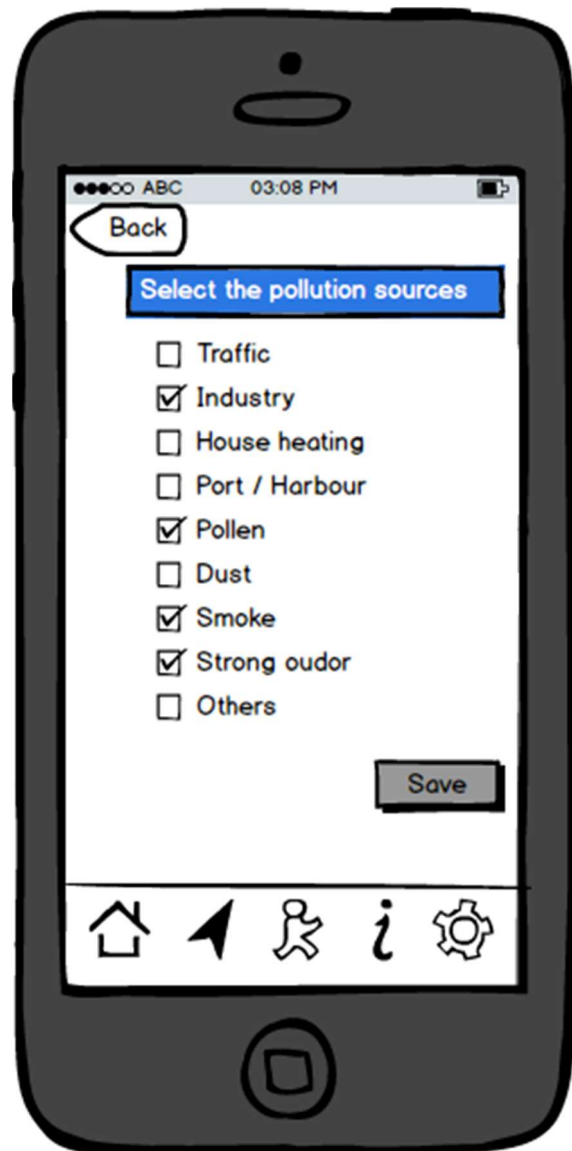 ABC 03:08 PM
Back
Select the pollution sources
Traffic
Industry
House heating
Port / Harbour
Pollen
Dust
Smoke
Strong oudor
Others
Save
i